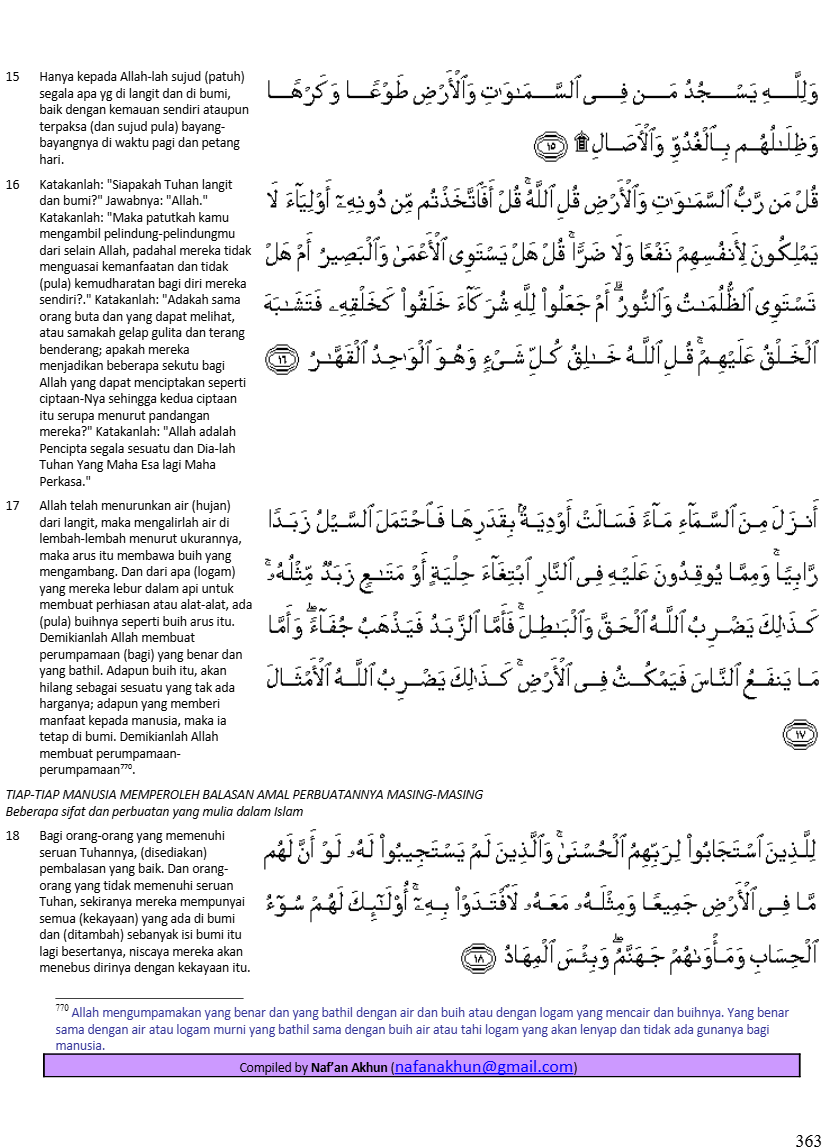 15 Hanya kepada Allah-lah sujud (patuh)
segala apa yg di langit dan di bumi,
baik dengan kemauan sendiri ataupun
terpaksa (dan sujud pula) bayang-
bayangnya di waktu pagi dan petang
hari.
وَلِلَّهِ يَسْجُدُ مَن فِى ٱلسَّمَـٰوَٰتِ وَٱلْأَرْضِ طَوْعًا وَكَرْهًا
وَظِلَـٰلُهُم بِٱلْغُدُوِّ وَٱلْأَصَالِ ۩ ١٥
16 Katakanlah: "Siapakah Tuhan langit
dan bumi?" Jawabnya: "Allah."
Katakanlah: "Maka patutkah kamu
mengambil pelindung-pelindungmu
dari selain Allah, padahal mereka tidak
menguasai kemanfaatan dan tidak
(pula) kemudharatan bagi diri mereka
sendiri?." Katakanlah: "Adakah sama
orang buta dan yang dapat melihat,
atau samakah gelap gulita dan terang
benderang; apakah mereka
menjadikan beberapa sekutu bagi
Allah yang dapat menciptakan seperti
ciptaan-Nya sehingga kedua ciptaan
itu serupa menurut pandangan
mereka?" Katakanlah: "Allah adalah
Pencipta segala sesuatu dan Dia-lah
Tuhan Yang Maha Esa lagi Maha
Perkasa."
قُلْ مَن رَّبُّ ٱلسَّمَـٰوَٰتِ وَٱلْأَرْضِ قُلِ ٱللَّهُ ۚ قُلْ أَفَٱتَّخَذْتُم مِّن دُونِهِۦٓ أَوْلِيَآءَ لَا
يَمْلِكُونَ لِأَنفُسِهِمْ نَفْعًا وَلَا ضَرًّا ۚ قُلْ هَلْ يَسْتَوِى ٱلْأَعْمَىٰ وَٱلْبَصِيرُ أَمْ هَلْ
تَسْتَوِى ٱلظُّلُمَـٰتُ وَٱلنُّورُ ۗ أَمْ جَعَلُوا۟ لِلَّهِ شُرَكَآءَ خَلَقُوا۟ كَخَلْقِهِۦ فَتَشَـٰبَهَ
ٱلْخَلْقُ عَلَيْهِمْ ۚ قُلِ ٱللَّهُ خَـٰلِقُ كُلِّ شَىْءٍ وَهُوَ ٱلْوَٰحِدُ ٱلْقَهَّـٰرُ ١٦
17 Allah telah menurunkan air (hujan)
dari langit, maka mengalirlah air di
lembah-lembah menurut ukurannya,
maka arus itu membawa buih yang
mengambang. Dan dari apa (logam)
yang mereka lebur dalam api untuk
membuat perhiasan atau alat-alat, ada
(pula) buihnya seperti buih arus itu.
Demikianlah Allah membuat
perumpamaan (bagi) yang benar dan
yang bathil. Adapun buih itu, akan
hilang sebagai sesuatu yang tak ada
harganya; adapun yang memberi
manfaat kepada manusia, maka ia
tetap di bumi. Demikianlah Allah
membuat perumpamaan-
perumpamaan770.
أَنزَلَ مِنَ ٱلسَّمَآءِ مَآءً فَسَالَتْ أَوْدِيَةٌۢ بِقَدَرِهَا فَٱحْتَمَلَ ٱلسَّيْلُ زَبَدًا
رَّابِيًا ۚ وَمِمَّا يُوقِدُونَ عَلَيْهِ فِى ٱلنَّارِ ٱبْتِغَآءَ حِلْيَةٍ أَوْ مَتَـٰعٍ زَبَدٌ مِّثْلُهُۥ ۚ
كَذَٰلِكَ يَضْرِبُ ٱللَّهُ ٱلْحَقَّ وَٱلْبَـٰطِلَ ۚ فَأَمَّا ٱلزَّبَدُ فَيَذْهَبُ جُفَآءً ۖ وَأَمَّا
مَا يَنفَعُ ٱلنَّاسَ فَيَمْكُثُ فِى ٱلْأَرْضِ ۚ كَذَٰلِكَ يَضْرِبُ ٱللَّهُ ٱلْأَمْثَالَ
١٧
TIAP-TIAP MANUSIA MEMPEROLEH BALASAN AMAL PERBUATANNYA MASING-MASING
Beberapa sifat dan perbuatan yang mulia dalam Islam
18 Bagi orang-orang yang memenuhi
seruan Tuhannya, (disediakan)
pembalasan yang baik. Dan orang-
orang yang tidak memenuhi seruan
Tuhan, sekiranya mereka mempunyai
semua (kekayaan) yang ada di bumi
dan (ditambah) sebanyak isi bumi itu
lagi besertanya, niscaya mereka akan
menebus dirinya dengan kekayaan itu.
لِلَّذِينَ ٱسْتَجَابُوا۟ لِرَبِّهِمُ ٱلْحُسْنَىٰ ۚ وَٱلَّذِينَ لَمْ يَسْتَجِيبُوا۟ لَهُۥ لَوْ أَنَّ لَهُم
مَّا فِى ٱلْأَرْضِ جَمِيعًا وَمِثْلَهُۥ مَعَهُۥ لَٱفْتَدَوْا۟ بِهِۦٓ ۚ أُو۟لَـٰٓئِكَ لَهُمْ سُوٓءُ
ٱلْحِسَابِ وَمَأْوَىٰهُمْ جَهَنَّمُ ۖ وَبِئْسَ ٱلْمِهَادُ ١٨
770 Allah mengumpamakan yang benar dan yang bathil dengan air dan buih atau dengan logam yang mencair dan buihnya. Yang benar
sama dengan air atau logam murni yang bathil sama dengan buih air atau tahi logam yang akan lenyap dan tidak ada gunanya bagi
manusia.
Compiled by Naf’an Akhun (nafanakhun@gmail.com)
363